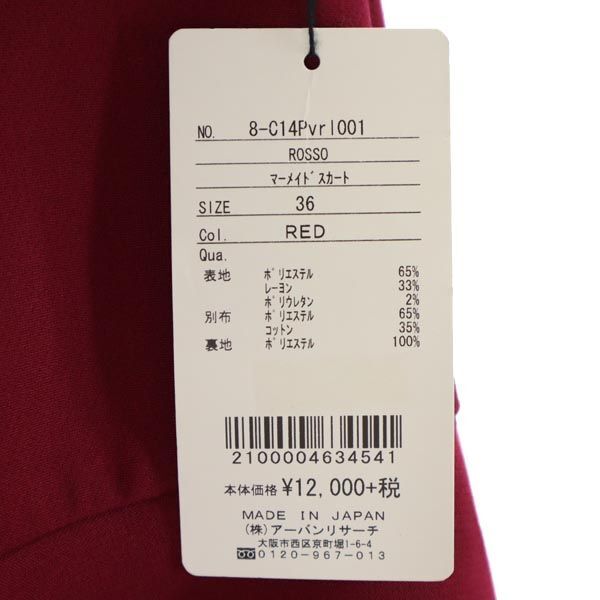 NO. 8-C14Pvrl001
ROSSO
マーメイドスカート
SIZE 36
Col. RED
Qua.
表地 ポリエステル 65%
レーヨン 33%
ポリウレタン 2%
別布 ポリエステル 65%
コットン 35%
裏地 ポリエステル 100%
2100004634541
本体価格 ¥12,000+税
MADE IN JAPAN
(株)アーバンリサーチ
大阪市西区京町堀1-6-4
0120-967-013